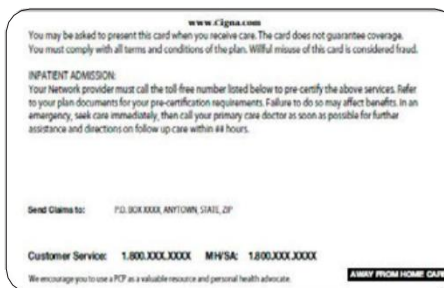 www.Cigna.com
You may be asked to present this card when you receive care. The card does not guarantee coverage.
You must comply with all terms and conditions of the plan. Willful misuse of this card is considered fraud.
INPATIENT ADMISSION:
Your Network provider must call the toll-free number listed below to pre-certify the above services. Refer
to your plan documents for your pre-certification requirements. Failure to do so may affect benefits. In an
emergency, seek care immediately, then call your primary care doctor as soon as possible for further
assistance and directions on follow up care within ## hours.
Send Claims to: P.O. BOX XXXX, ANYTOWN, STATE, ZIP
Customer Service: 1.800.XXX.XXXX MH/SA: 1.800.XXX.XXXX
We encourage you to use a PCP as a valuable resource and personal health advocate.
AWAY FROM HOME CARE